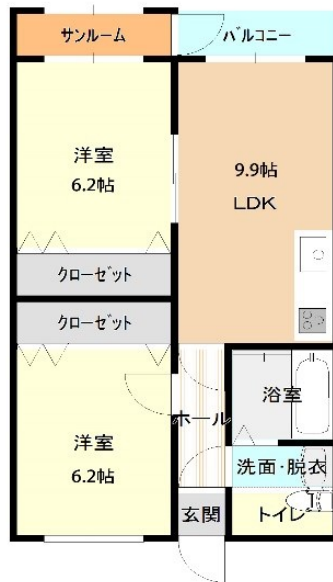 サンルーム
バルコニー
洋室
6.2帖
9.9帖
LDK
クローゼット
クローゼット
洋室
6.2帖
ホール
浴室
洗面・脱衣
玄関
トイレ